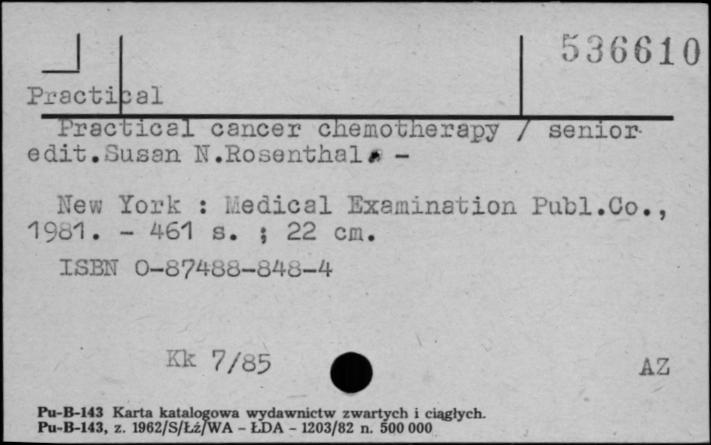 536610
Practical
Practical cancer chemotherapy / senior
edit.Susan N.Rosenthal. -
New York : Medical Examination Publ.Co.,
1981. - 461 s. ; 22 cm.
ISBN 0-87488-848-4
Kk 7/85
AZ
Pu-B-143 Karta katalogowa wydawnictw zwartych i ciągłych.
Pu-B-143, z. 1962/S/Łź/WA - ŁDA - 1203/82 n. 500 000